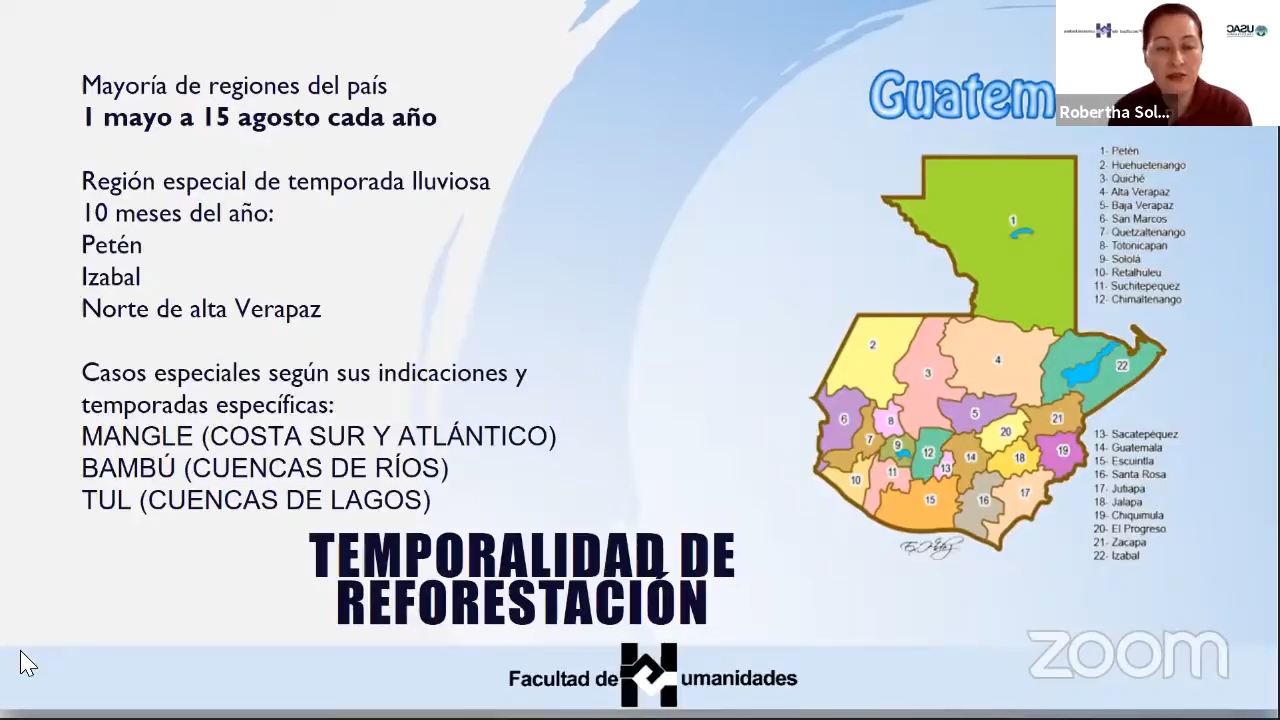 Mayoría de regiones del país
1 mayo a 15 agosto cada año
Región especial de temporada lluviosa
10 meses del año:
Petén
Izabal
Norte de alta Verapaz
Casos especiales según sus indicaciones y
temporadas específicas:
MANGLE (COSTA SUR Y ATLÁNTICO)
BAMBÚ (CUENCAS DE RÍOS)
TUL (CUENCAS DE LAGOS)
TEMPORALIDAD DE
REFORESTACIÓN
Facultad de Humanidades
Guatem
USAC
Robertha Sol...
1- Petén
2- Huehuetenango
3- Quiché
4- Alta Verapaz
5- Baja Verapaz
6- San Marcos
7- Quetzaltenango
8- Totonicapan
9- Sololá
10- Retalhuleu
11- Suchitepequez
12- Chimaltenango
1
2
3
4
22
6
8
5
21
7
9
12
20
19
14
18
13
11
10
15
16
17
13- Sacatepéquez
14- Guatemala
15- Escuintla
16- Santa Rosa
17- Jutiapa
18- Jalapa
19- Chiquimula
20- El Progreso
21- Zacapa
22- Izabal
zoom